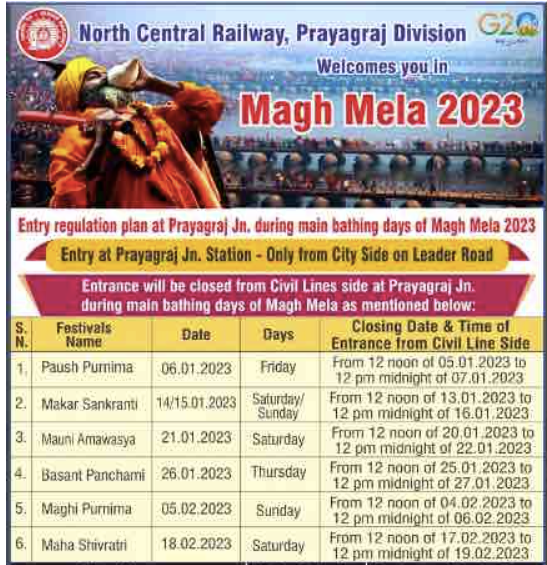 North Central Railway, Prayagraj Division
G20
Welcomes you in
Magh Mela 2023
Entry regulation plan at Prayagraj Jn. during main bathing days of Magh Mela 2023
Entry at Prayagraj Jn. Station - Only from City Side on Leader Road
Entrance will be closed from Civil Lines side at Prayagraj Jn.
during main bathing days of Magh Mela as mentioned below:
S. N. Festivals Name Date Days Closing Date & Time of Entrance from Civil Line Side
1. Paush Purnima 06.01.2023 Friday From 12 noon of 05.01.2023 to
12 pm midnight of 07.01.2023
2. Makar Sankranti 14/15.01.2023 Saturday/ Sunday From 12 noon of 13.01.2023 to
12 pm midnight of 16.01.2023
3. Mauni Amawasya 21.01.2023 Saturday From 12 noon of 20.01.2023 to
12 pm midnight of 22.01.2023
4. Basant Panchami 26.01.2023 Thursday From 12 noon of 25.01.2023 to
12 pm midnight of 27.01.2023
5. Maghi Purnima 05.02.2023 Sunday From 12 noon of 04.02.2023 to
12 pm midnight of 06.02.2023
6. Maha Shivratri 18.02.2023 Saturday From 12 noon of 17.02.2023 to
12 pm midnight of 19.02.2023